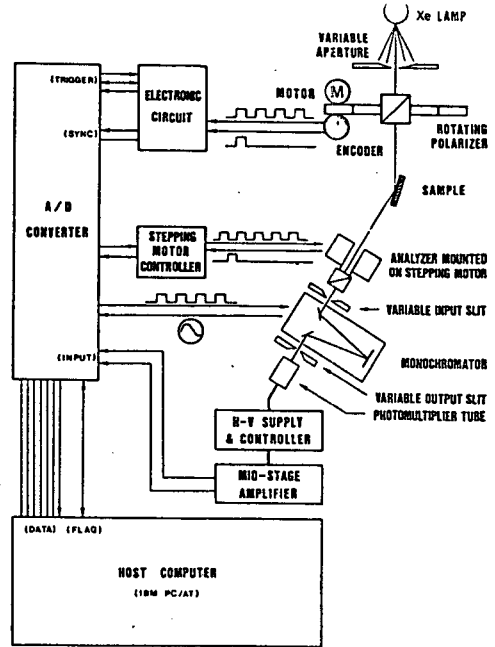 Xe LAMP
VARIABLE
APERTURE
(TRIGGER)
ELECTRONIC
CIRCUIT
MOTOR
M
(SYNC)
ENCODER
ROTATING
POLARIZER
SAMPLE
A/D
CONVERTER
STEPPING
MOTOR
CONTROLLER
ANALYZER MOUNTED
ON STEPPING MOTOR
VARIABLE INPUT SLIT
(INPUT)
MONOCHROMATOR
VARIABLE OUTPUT SLIT
PHOTOMULTIPLIER TUBE
H-V SUPPLY
& CONTROLLER
MID-STAGE
AMPLIFIER
(DATA) (FLAG)
HOST COMPUTER
(IBM PC/AT)